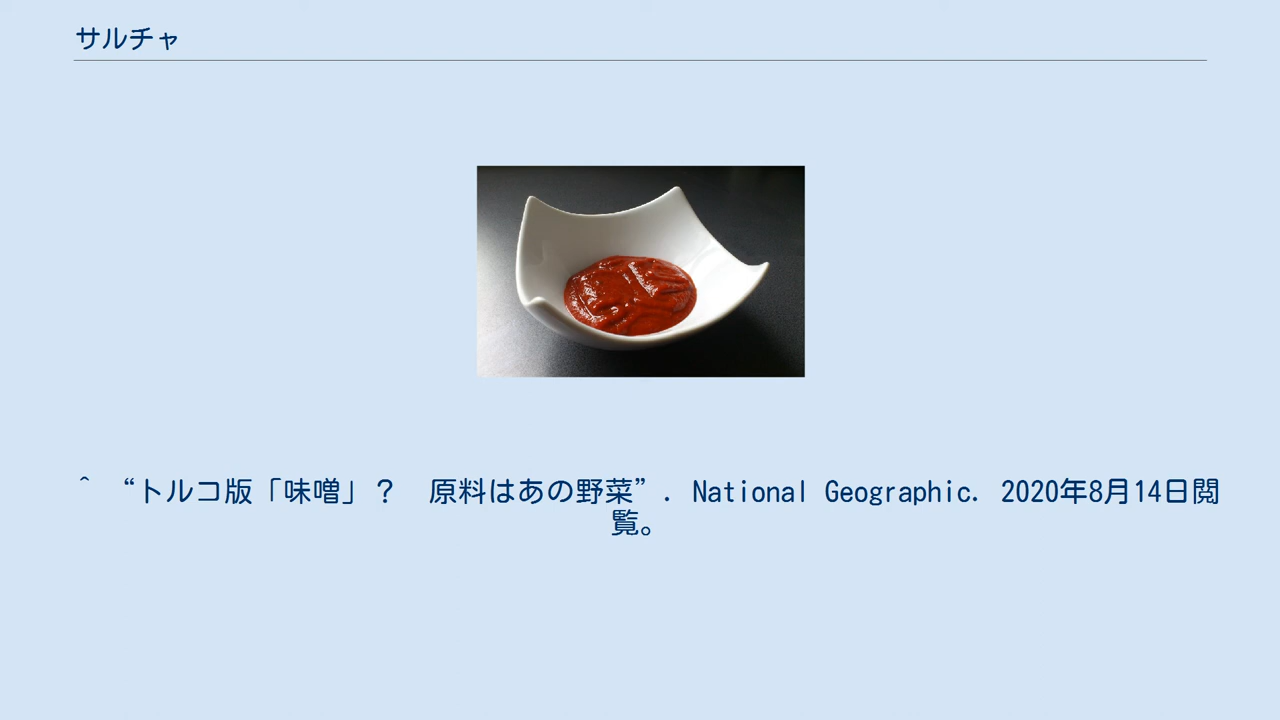 サルチャ
^ “トルコ版「味噌」？　原料はあの野菜”. National Geographic. 2020年8月14日閲
覧。